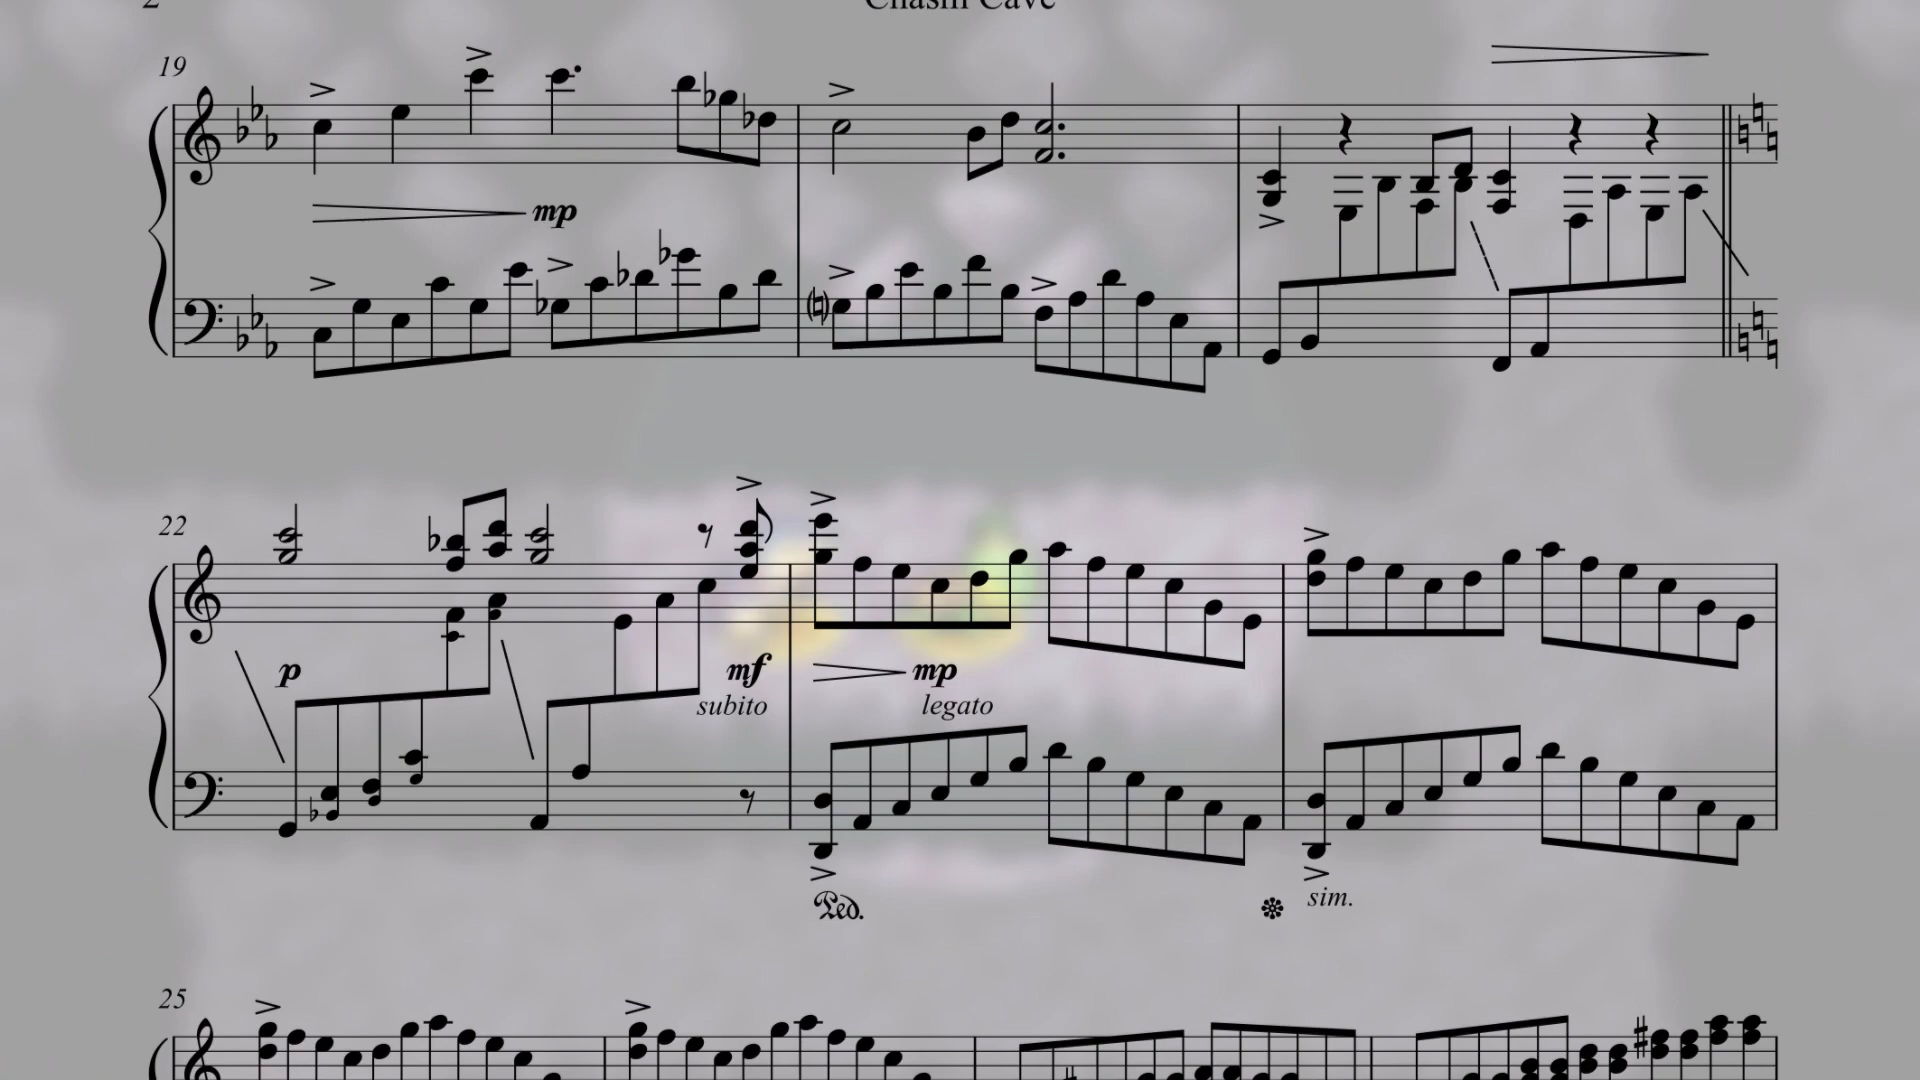 2 Chasm Cave
19
mp
22
p mf mp
subito legato
Ped. sim.
25